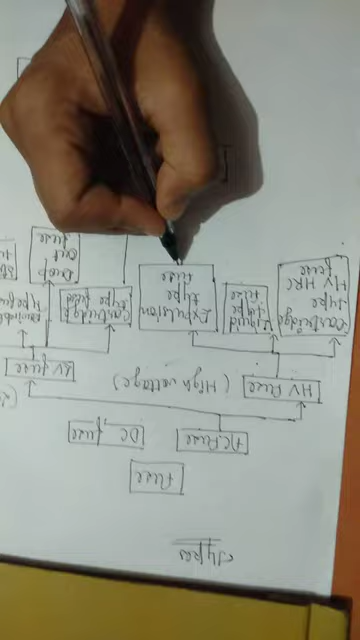 Types
Fuse
AC Fuse
DC fuse
HV Fuse
(High voltage)
LV fuse
Cartridge
type
HV HRC
fuse
Liquid
type
fuse
Expulsion
type
fuse
Cartridge
type fuse
Drop
out
fuse